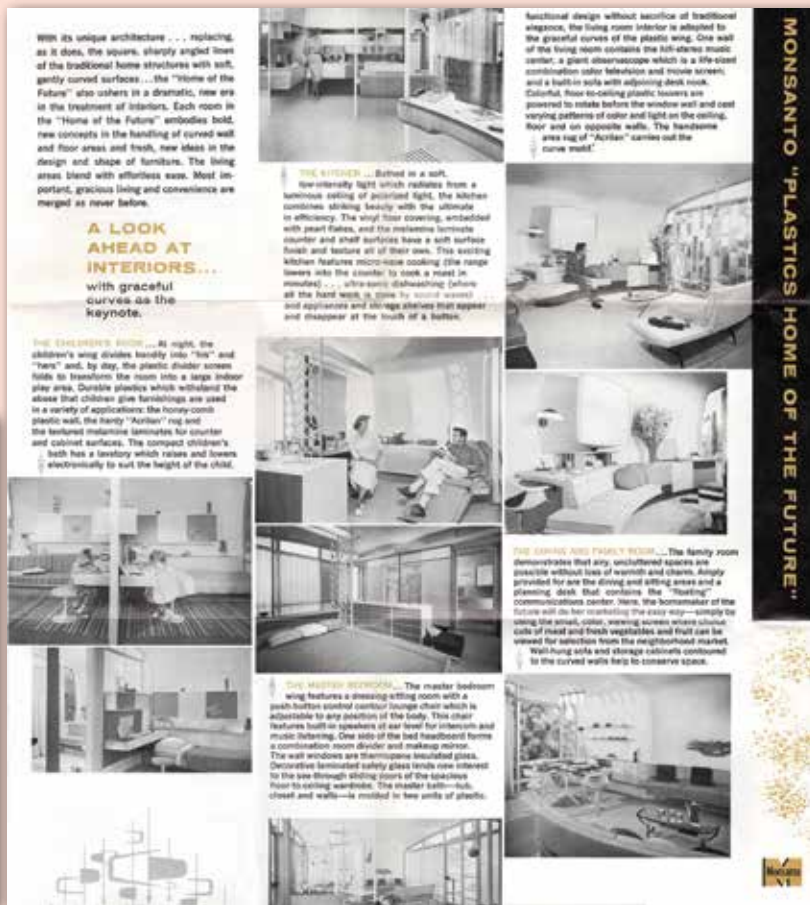 With its unique architecture . . . replacing,
as it does, the square, sharply angled lines
of the traditional home structures with soft,
gently curved surfaces...the "Home of the
Future" also ushers in a dramatic, new era
in the treatment of interiors. Each room in
the "Home of the Future" embodies bold,
new concepts in the handling of curved wall
and floor areas and fresh, new ideas in the
design and shape of furniture. The living
areas blend with effortless ease. Most im-
portant, gracious living and convenience are
merged as never before.
A LOOK
AHEAD AT
INTERIORS...
with graceful
curves as the
keynote.
THE CHILDREN'S ROOM ... At night, the
children's wing divides handily into "his" and
"hers" and, by day, the plastic divider screen
folds to transform the room into a large indoor
play area. Durable plastics which withstand the
abuse that children give furnishings are used
in a variety of applications: the honey-comb
plastic wall, the hardy "Acrilan" rug and
the textured melamine laminates for counter
and cabinet surfaces. The compact children's
bath has a lavatory which raises and lowers
electronically to suit the height of the child.
THE KITCHEN ... Bathed in a soft,
low-intensity light which radiates from a
luminous ceiling of polarized light, the kitchen
combines striking beauty with the ultimate
in efficiency. The vinyl floor covering, embedded
with pearl flakes, and the melamine laminate
counter and shelf surfaces have a soft surface
finish and texture all of their own. This exciting
kitchen features micro-wave cooking (the range
lowers into the counter to cook a meat in
minutes) . . . ultra-sonic dishwashing (where
all the hard work is done by sound waves) . . .
and appliances and storage shelves that appear
and disappear at the touch of a button.
THE MASTER BEDROOM ... The master bedroom
wing features a dressing-sitting room with a
push-button control contour lounge chair which is
adjustable to any position of the body. This chair
features built-in speakers at ear level for intercom and
music listening. One side of the bed headboard forms
a combination room divider and makeup mirror.
The wall windows are thermopane insulated glass.
Decorative laminated safety glass lends new interest
to the see-through sliding doors of the spacious
floor-to-ceiling wardrobe. The master bath—tub,
closet and walls—is molded in two units of plastic.
functional design without sacrifice of traditional
elegance, the living room interior is adapted to
the graceful curves of the plastic wing. One wall
of the living room contains the hifi-stereo music
center, a giant observascope which is a life-sized
combination color television and movie screen;
and a built-in sofa with adjoining desk nook.
Colorful, floor-to-ceiling plastic louvers are
powered to rotate before the window wall and cast
varying patterns of color and light on the ceiling,
floor and on opposite walls. The handsome
area rug of "Acrilan" carries out the
curve motif.
THE DINING AND FAMILY ROOM ... The family room
demonstrates that airy, uncluttered spaces are
possible without loss of warmth and charm. Amply
provided for are the dining and sitting areas and a
planning desk that contains the "floating"
communications center. Here, the homemaker of the
future will do her marketing the easy way—simply by
using the small, color, viewing screen where choice
cuts of meat and fresh vegetables and fruit can be
viewed for selection from the neighborhood market.
Wall-hung sofa and storage cabinets contoured
to the curved walls help to conserve space.
MONSANTO "PLASTICS HOME OF THE FUTURE"
Monsanto